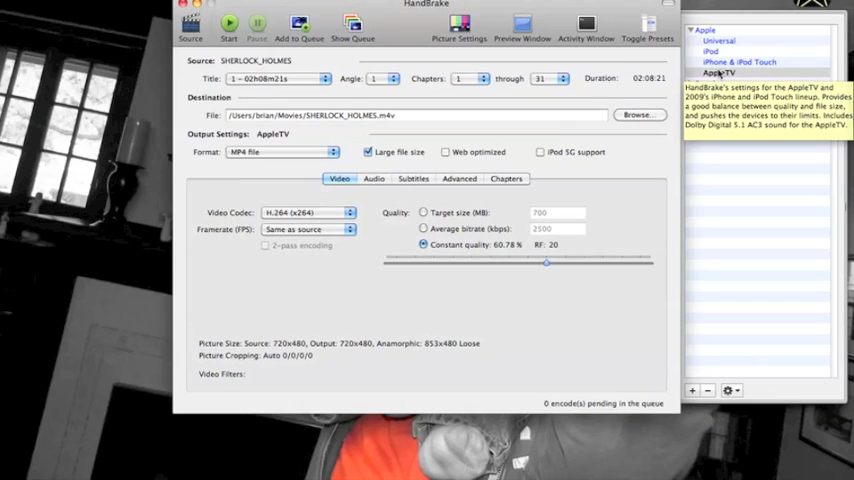 HandBrake
Source Start Pause Add to Queue Show Queue Picture Settings Preview Window Activity Window Toggle Presets
Source: SHERLOCK_HOLMES
Title: 1 - 02h08m21s Angle: 1 Chapters: 1 through 31 Duration: 02:08:21
Destination
File: /Users/brian/Movies/SHERLOCK_HOLMES.m4v Browse...
Output Settings: AppleTV
Format: MP4 file Large file size Web optimized iPod 5G support
Video Audio Subtitles Advanced Chapters
Video Codec: H.264 (x264) Quality: Target size (MB): 700
Framerate (FPS): Same as source Average bitrate (kbps): 2500
2-pass encoding Constant quality: 60.78 % RF: 20
Picture Size: Source: 720x480, Output: 720x480, Anamorphic: 853x480 Loose
Picture Cropping: Auto 0/0/0/0
Video Filters:
0 encode(s) pending in the queue
Apple
Universal
iPod
iPhone & iPod Touch
AppleTV
HandBrake's settings for the AppleTV and
2009's iPhone and iPod Touch lineup. Provides
a good balance between quality and file size,
and pushes the devices to their limits. Includes
Dolby Digital 5.1 AC3 sound for the AppleTV.